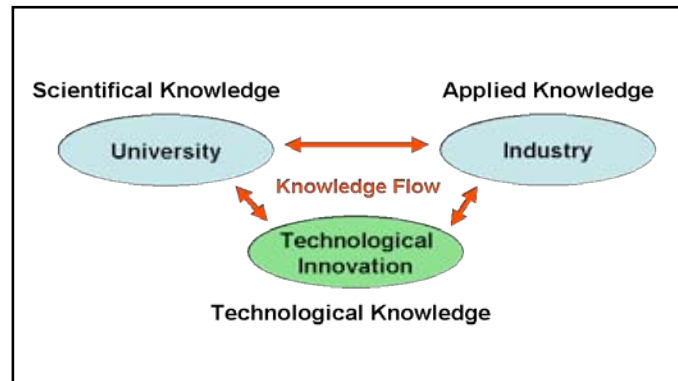 Scientifical Knowledge
Applied Knowledge
University
Industry
Knowledge Flow
Technological
Innovation
Technological Knowledge